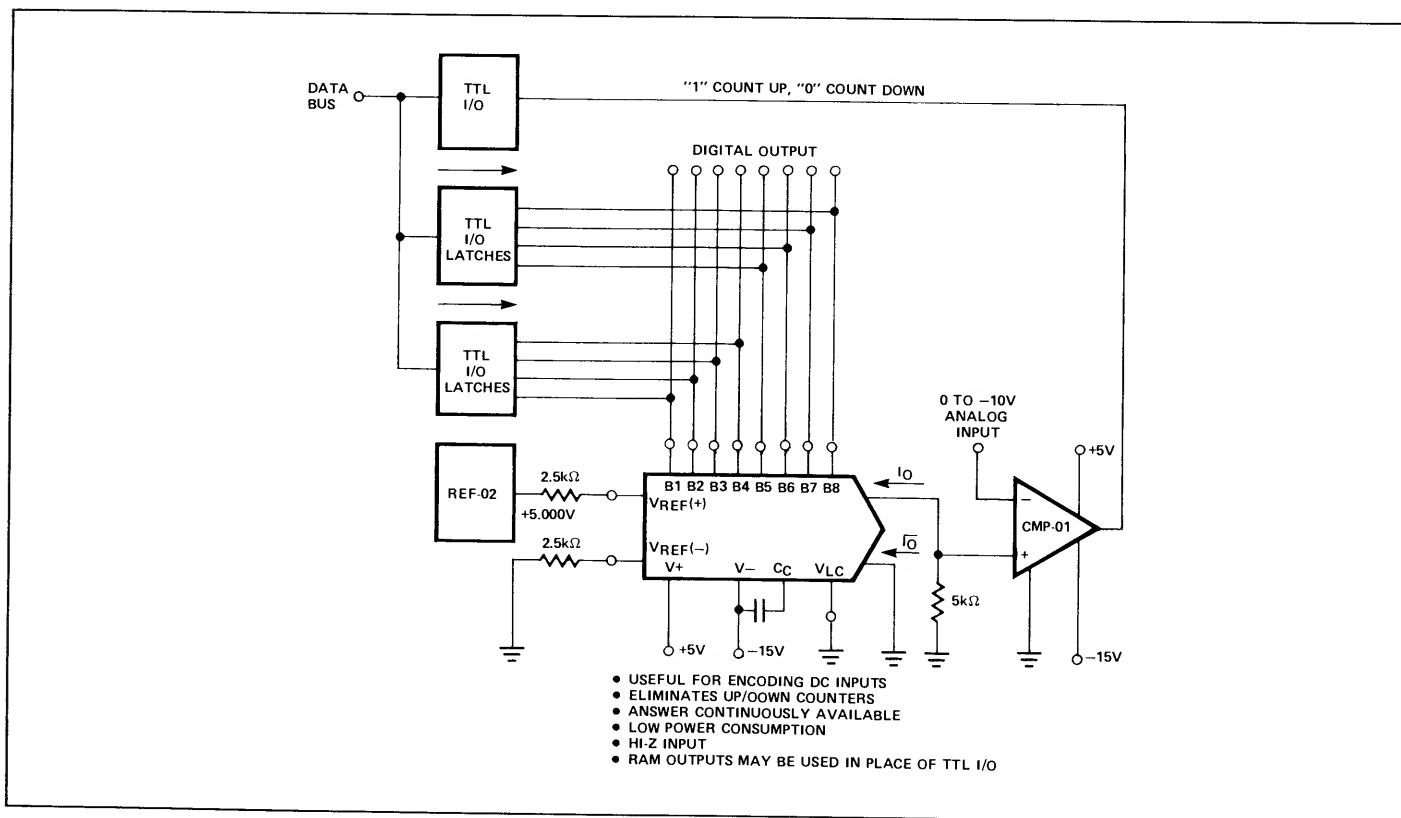 DATA
BUS
TTL
I/O
"1" COUNT UP, "0" COUNT DOWN
DIGITAL OUTPUT
TTL
I/O
LATCHES
TTL
I/O
LATCHES
0 TO −10V
ANALOG
INPUT
REF-02
2.5kΩ
+5.000V
2.5kΩ
B1 B2 B3 B4 B5 B6 B7 B8
VREF(+)
VREF(−)
V+
V−
CC
VLC
IO
I̅O̅
5kΩ
−
+
CMP-01
+5V
−15V
+5V
−15V
● USEFUL FOR ENCODING DC INPUTS
● ELIMINATES UP/OOWN COUNTERS
● ANSWER CONTINUOUSLY AVAILABLE
● LOW POWER CONSUMPTION
● HI-Z INPUT
● RAM OUTPUTS MAY BE USED IN PLACE OF TTL I/O